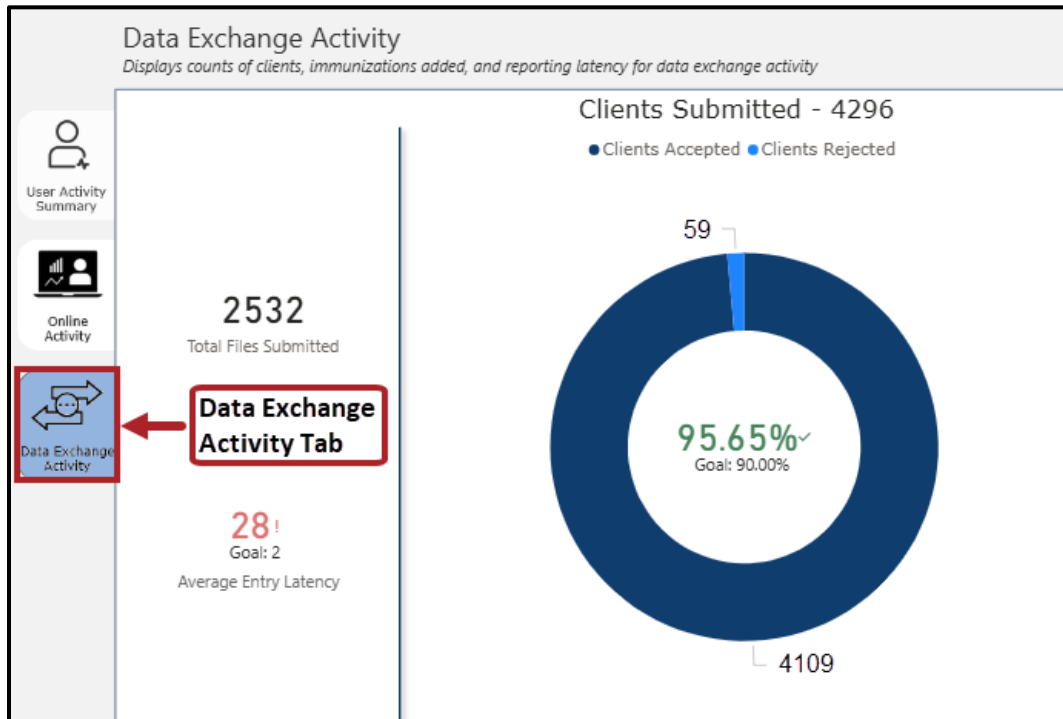 Data Exchange Activity
Displays counts of clients, immunizations added, and reporting latency for data exchange activity
User Activity
Summary
Online
Activity
Data Exchange
Activity
2532
Total Files Submitted
Data Exchange
Activity Tab
28!
Goal: 2
Average Entry Latency
Clients Submitted - 4296
Clients Accepted Clients Rejected
59
95.65%
Goal: 90.00%
4109